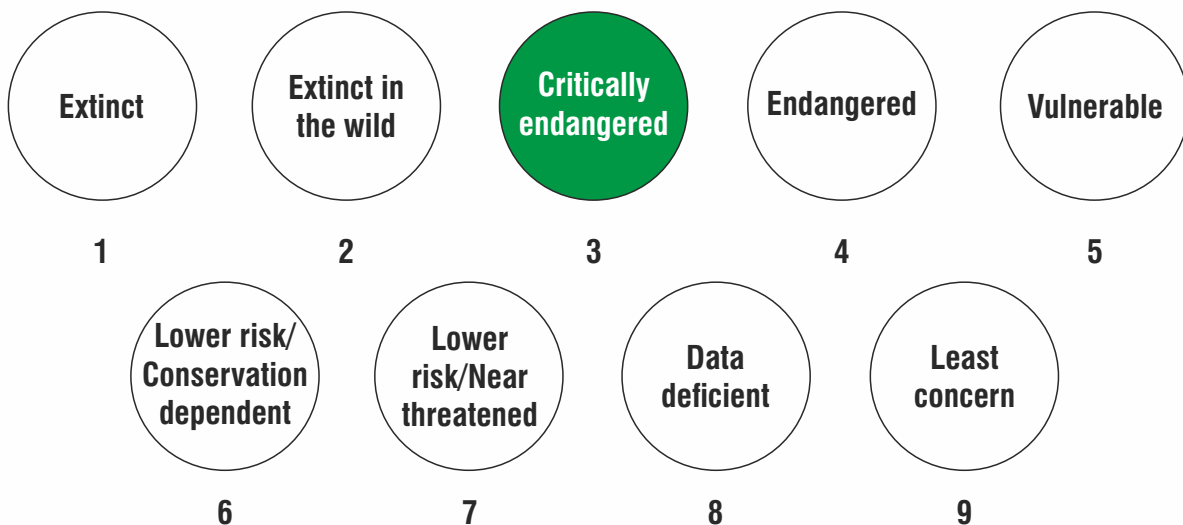 Extinct
Extinct in
the wild
Critically
endangered
Endangered
Vulnerable
1
2
3
4
5
Lower risk/
Conservation
dependent
Lower
risk/Near
threatened
Data
deficient
Least
concern
6
7
8
9